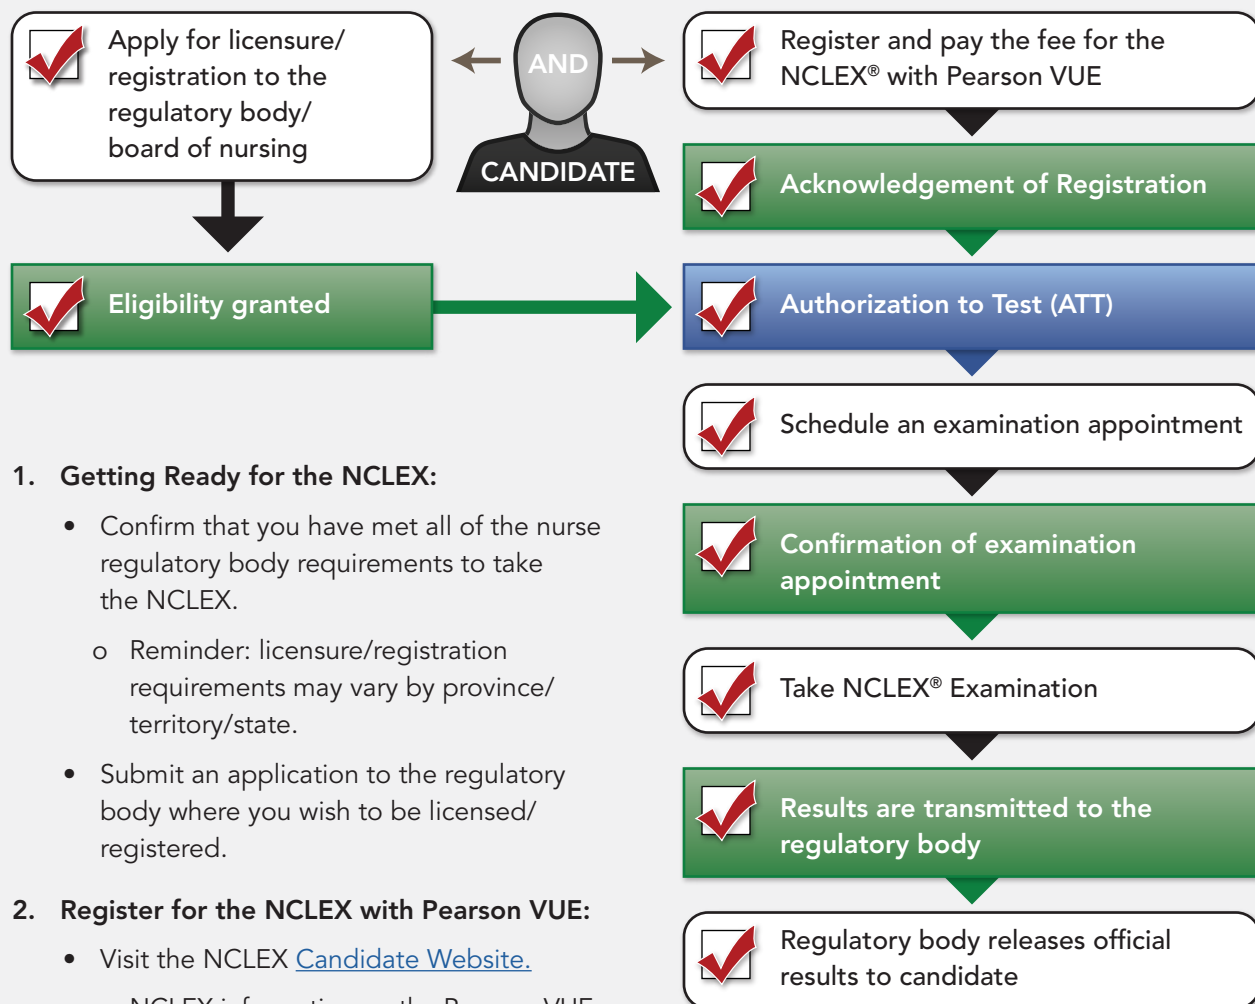 Apply for licensure/
registration to the
regulatory body/
board of nursing
AND
CANDIDATE
Register and pay the fee for the
NCLEX® with Pearson VUE
Acknowledgement of Registration
Eligibility granted
Authorization to Test (ATT)
Schedule an examination appointment
Confirmation of examination
appointment
Take NCLEX® Examination
Results are transmitted to the
regulatory body
Regulatory body releases official
results to candidate
1. Getting Ready for the NCLEX:
• Confirm that you have met all of the nurse
regulatory body requirements to take
the NCLEX.
o Reminder: licensure/registration
requirements may vary by province/
territory/state.
• Submit an application to the regulatory
body where you wish to be licensed/
registered.
2. Register for the NCLEX with Pearson VUE:
• Visit the NCLEX Candidate Website.
NCLEX information on the Pearson VUE